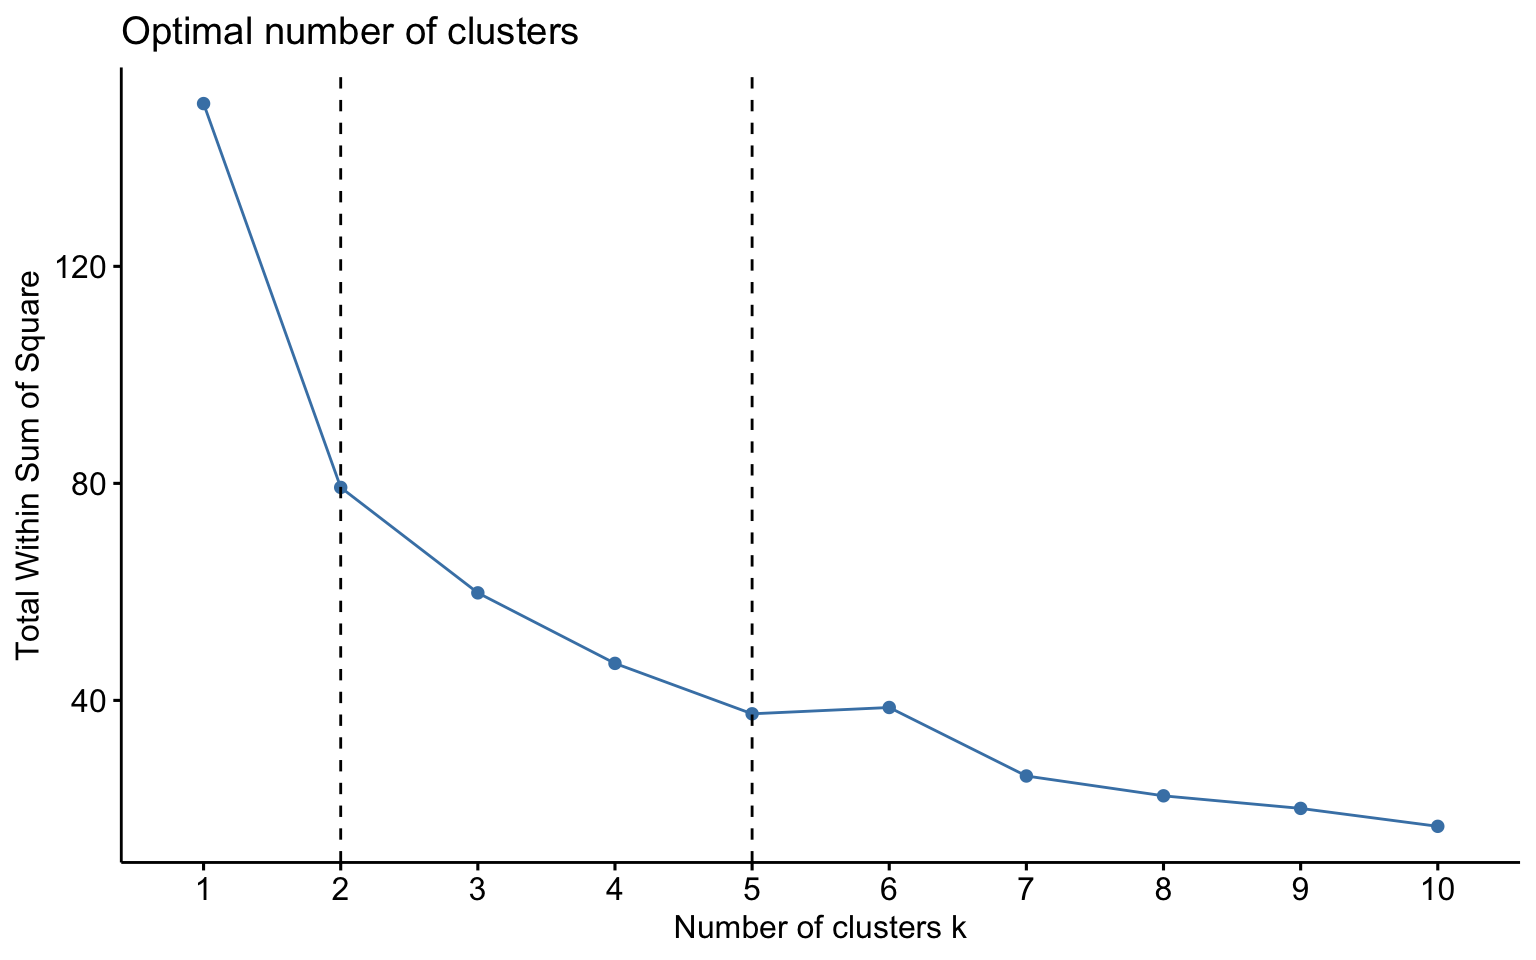 Optimal number of clusters
Total Within Sum of Square
120
80
40
1 2 3 4 5 6 7 8 9 10
Number of clusters k